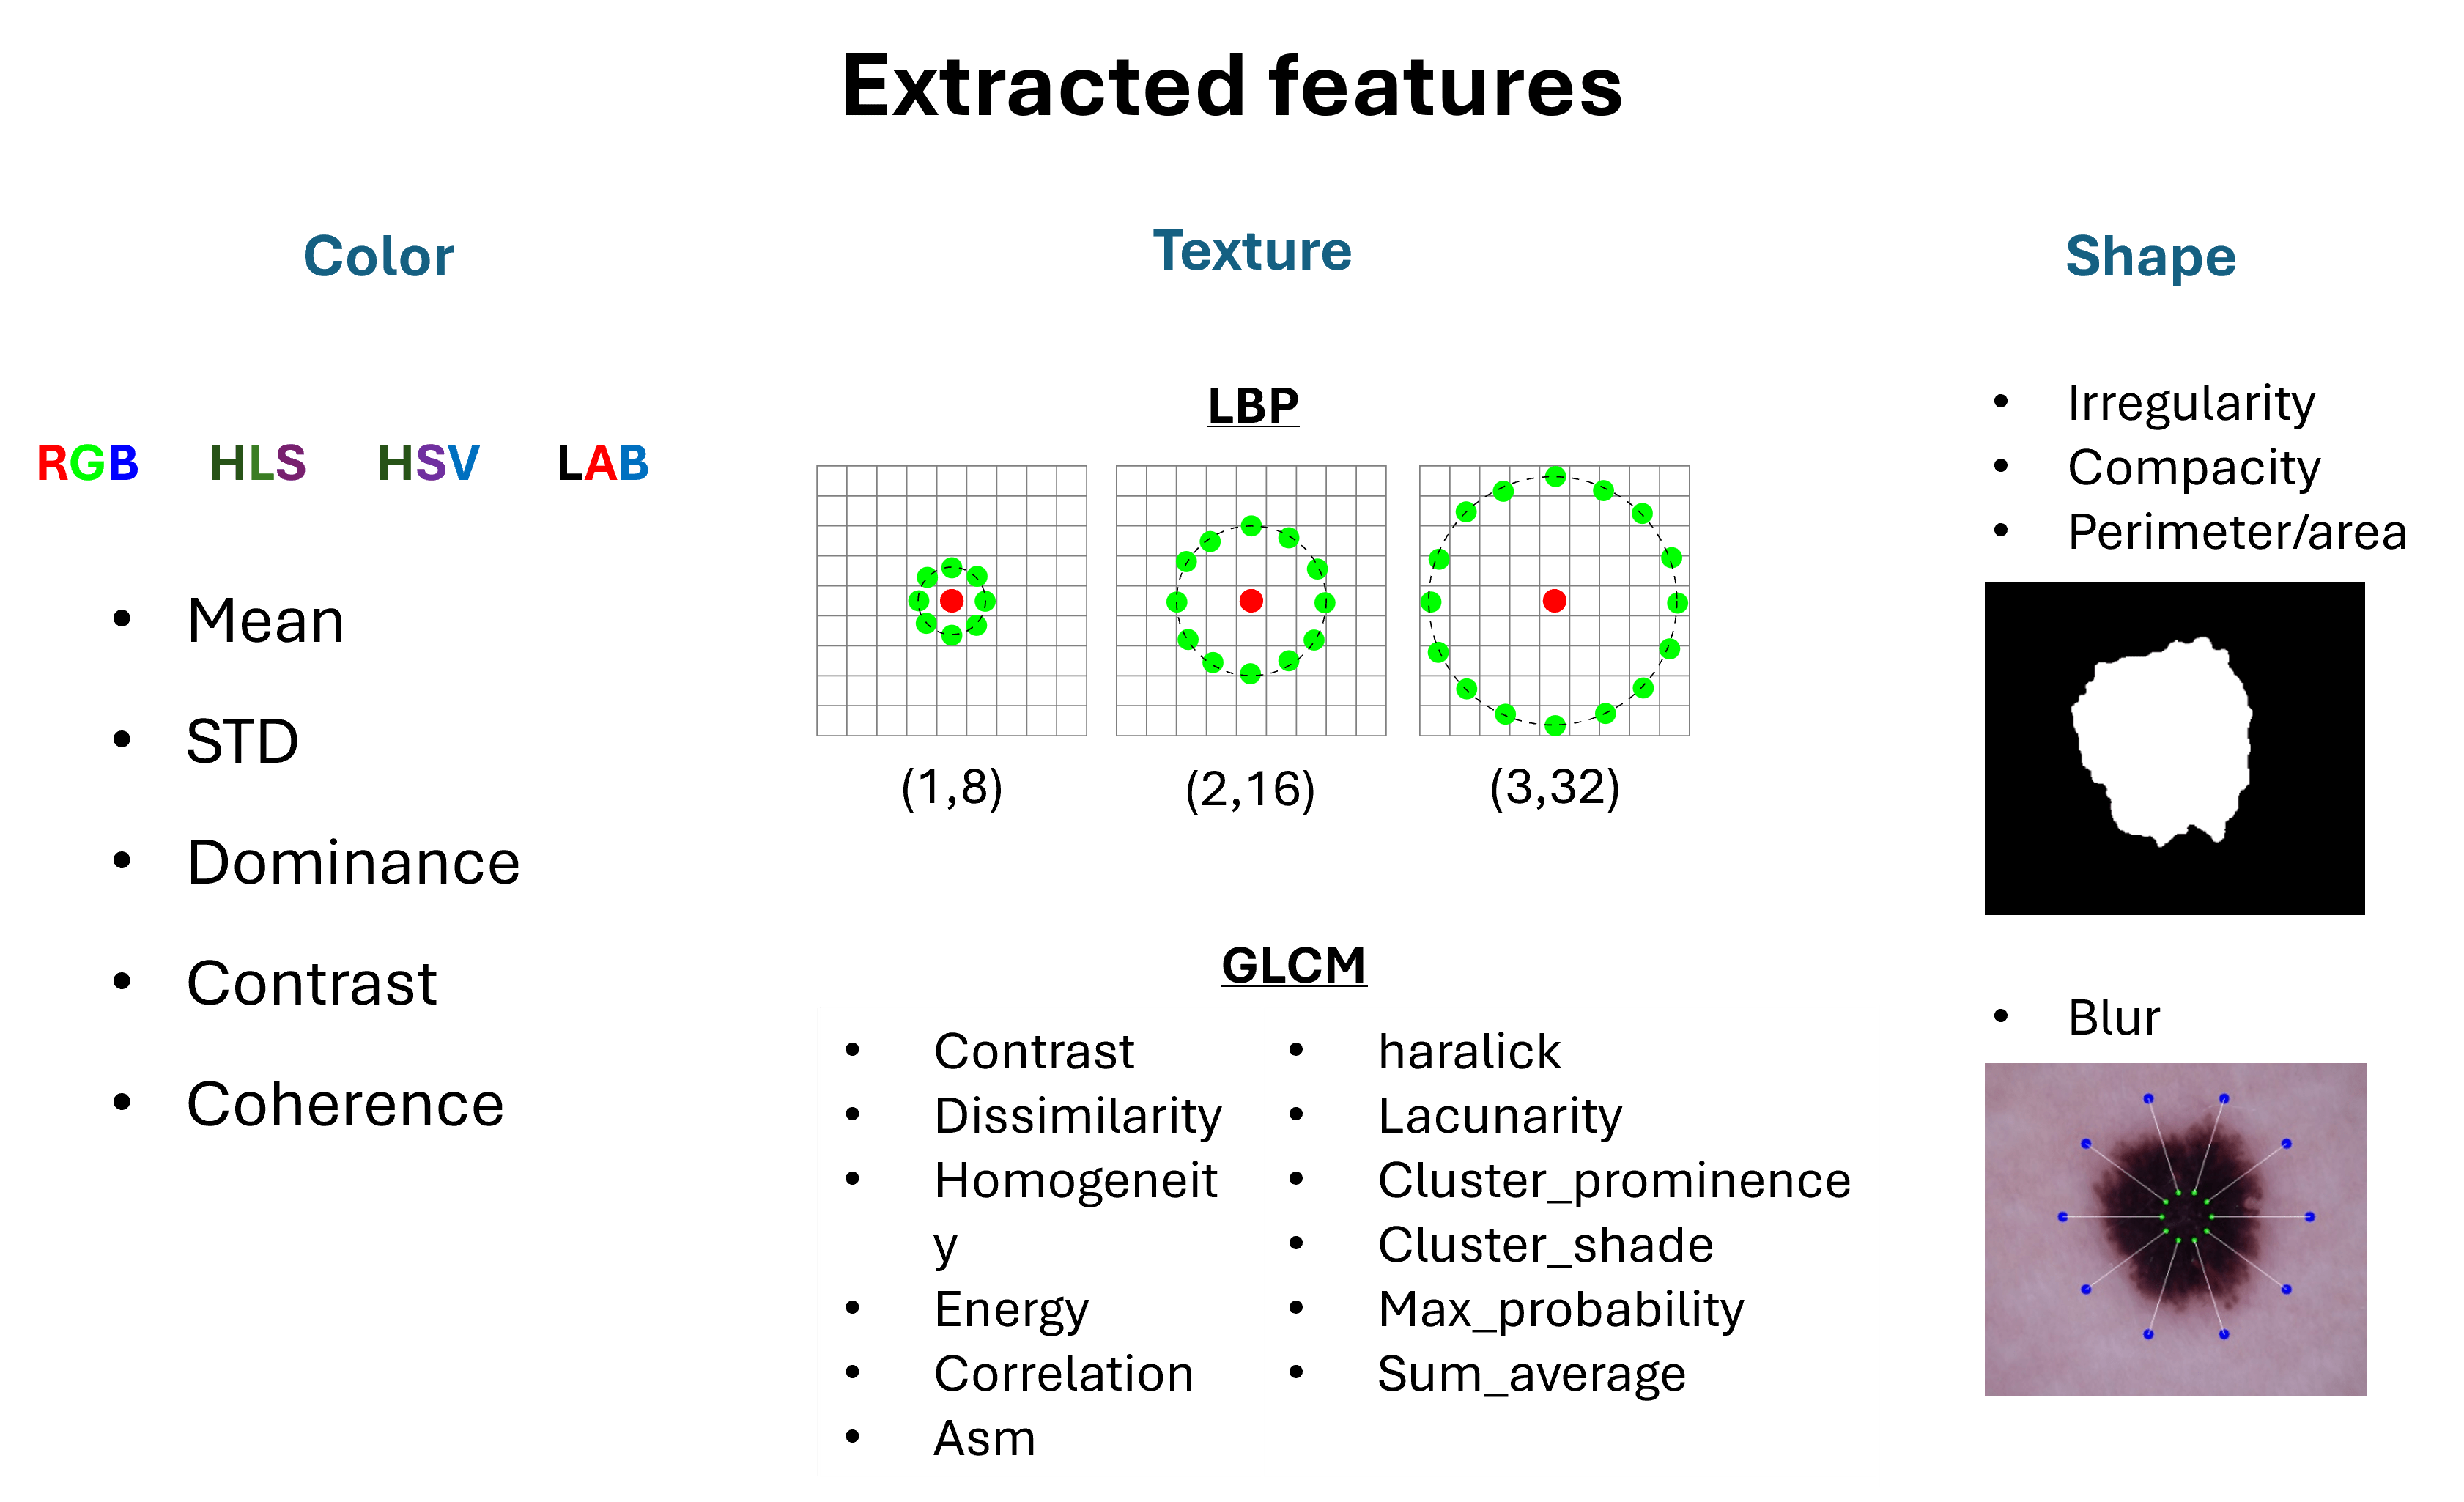 Extracted features
Color
RGB HLS HSV LAB
• Mean
• STD
• Dominance
• Contrast
• Coherence
Texture
LBP
(1,8) (2,16) (3,32)
GLCM
• Contrast
• Dissimilarity
• Homogeneit
y
• Energy
• Correlation
• Asm
• haralick
• Lacunarity
• Cluster_prominence
• Cluster_shade
• Max_probability
• Sum_average
Shape
• Irregularity
• Compacity
• Perimeter/area
• Blur